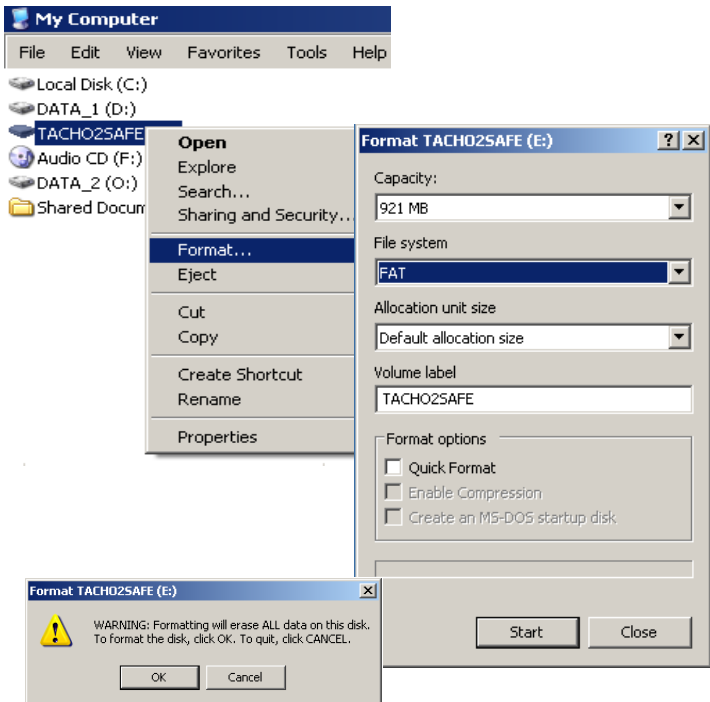 My Computer
File Edit View Favorites Tools Help
Local Disk (C:)
DATA_1 (D:)
TACHO2SAFE
Audio CD (F:)
DATA_2 (O:)
Shared Docum
Open
Explore
Search...
Sharing and Security...
Format...
Eject
Cut
Copy
Create Shortcut
Rename
Properties
Format TACHO2SAFE (E:)
Capacity:
921 MB
File system
FAT
Allocation unit size
Default allocation size
Volume label
TACHO2SAFE
Format options
Quick Format
Enable Compression
Create an MS-DOS startup disk
Start Close
Format TACHO2SAFE (E:)
WARNING: Formatting will erase ALL data on this disk.
To format the disk, click OK. To quit, click CANCEL.
OK Cancel